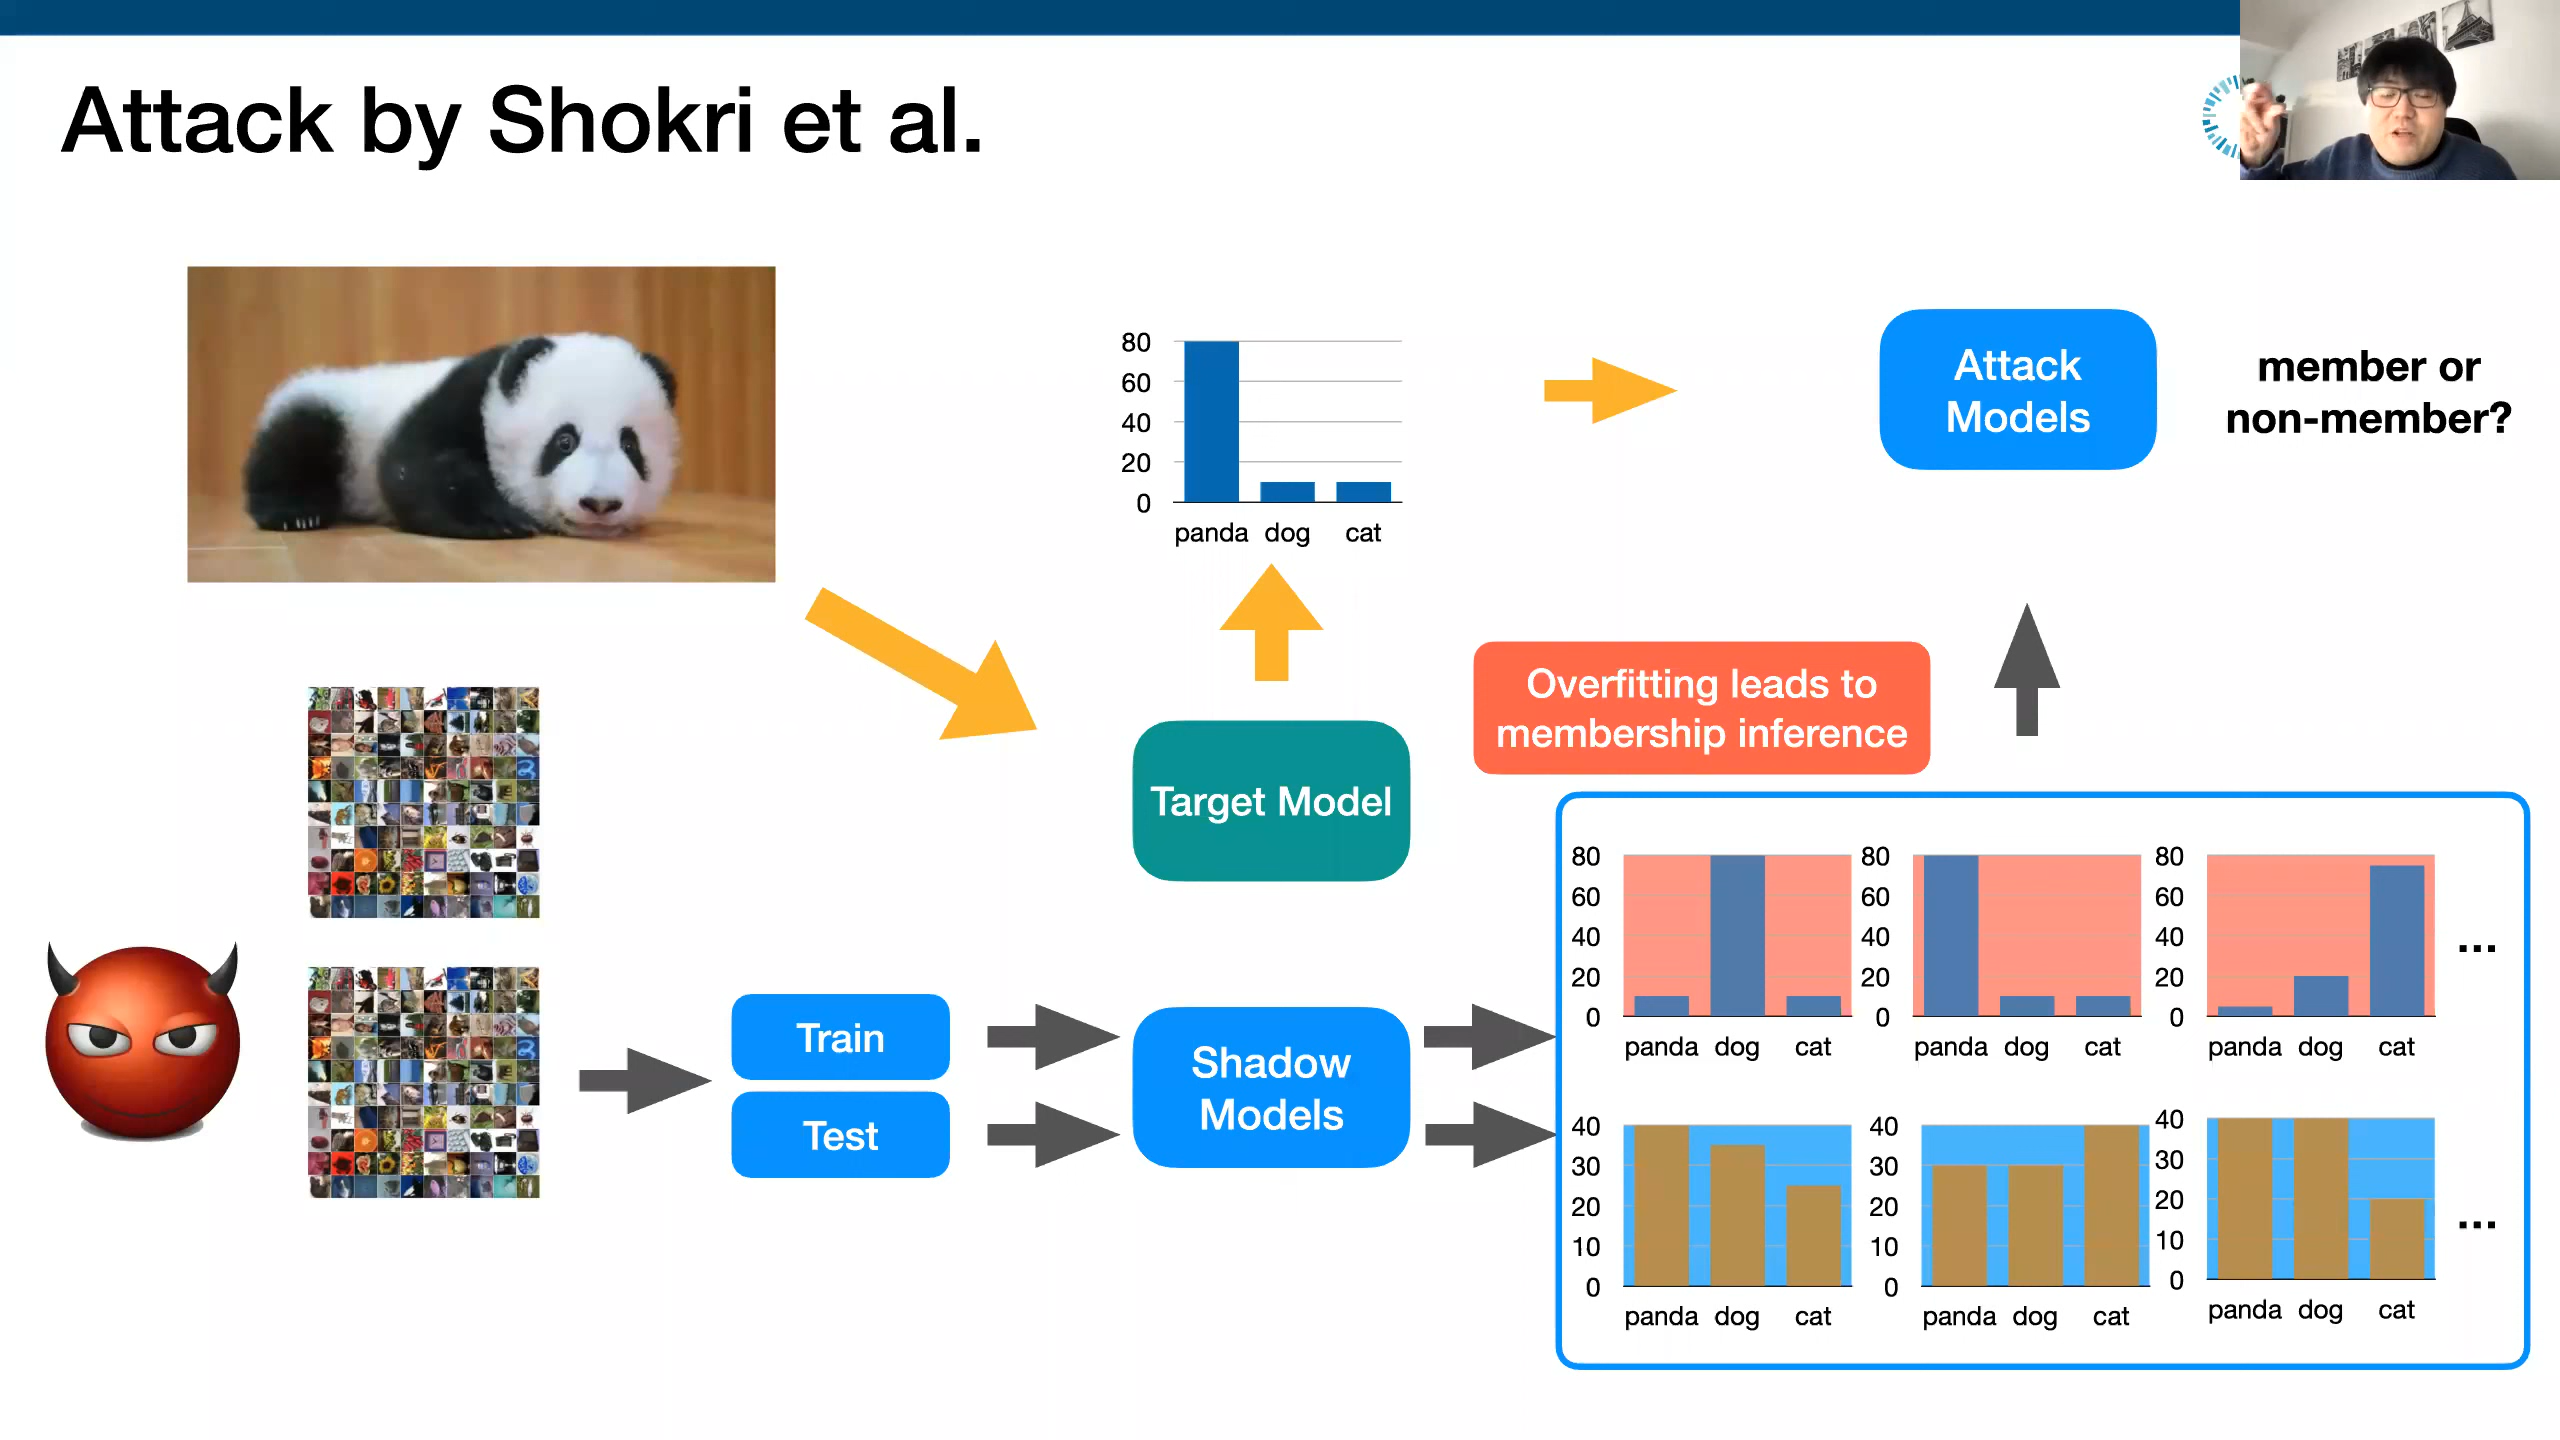 Attack by Shokri et al.
80
60
40
20
0
panda dog cat
Attack
Models
member or
non-member?
Target Model
Overfitting leads to
membership inference
Train
Test
Shadow
Models
80
60
40
20
0
panda dog cat
80
60
40
20
0
panda dog cat
80
60
40
20
0
panda dog cat
...
40
30
20
10
0
panda dog cat
40
30
20
10
0
panda dog cat
40
30
20
10
0
panda dog cat
...